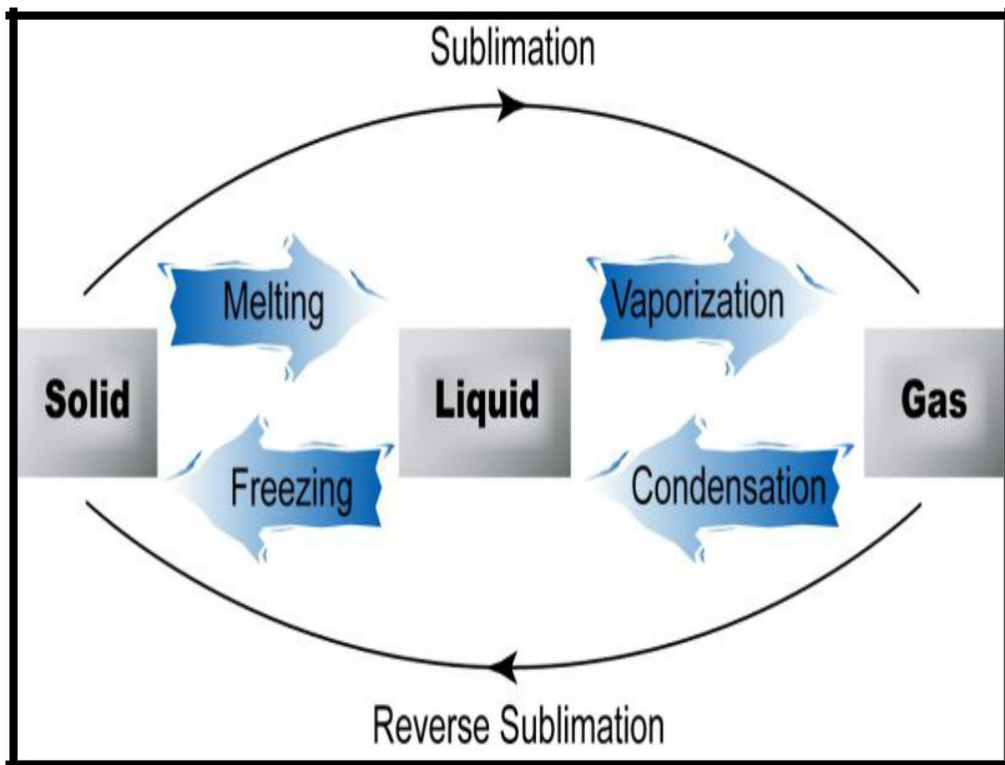 Sublimation
Melting
Vaporization
Solid
Liquid
Gas
Freezing
Condensation
Reverse Sublimation